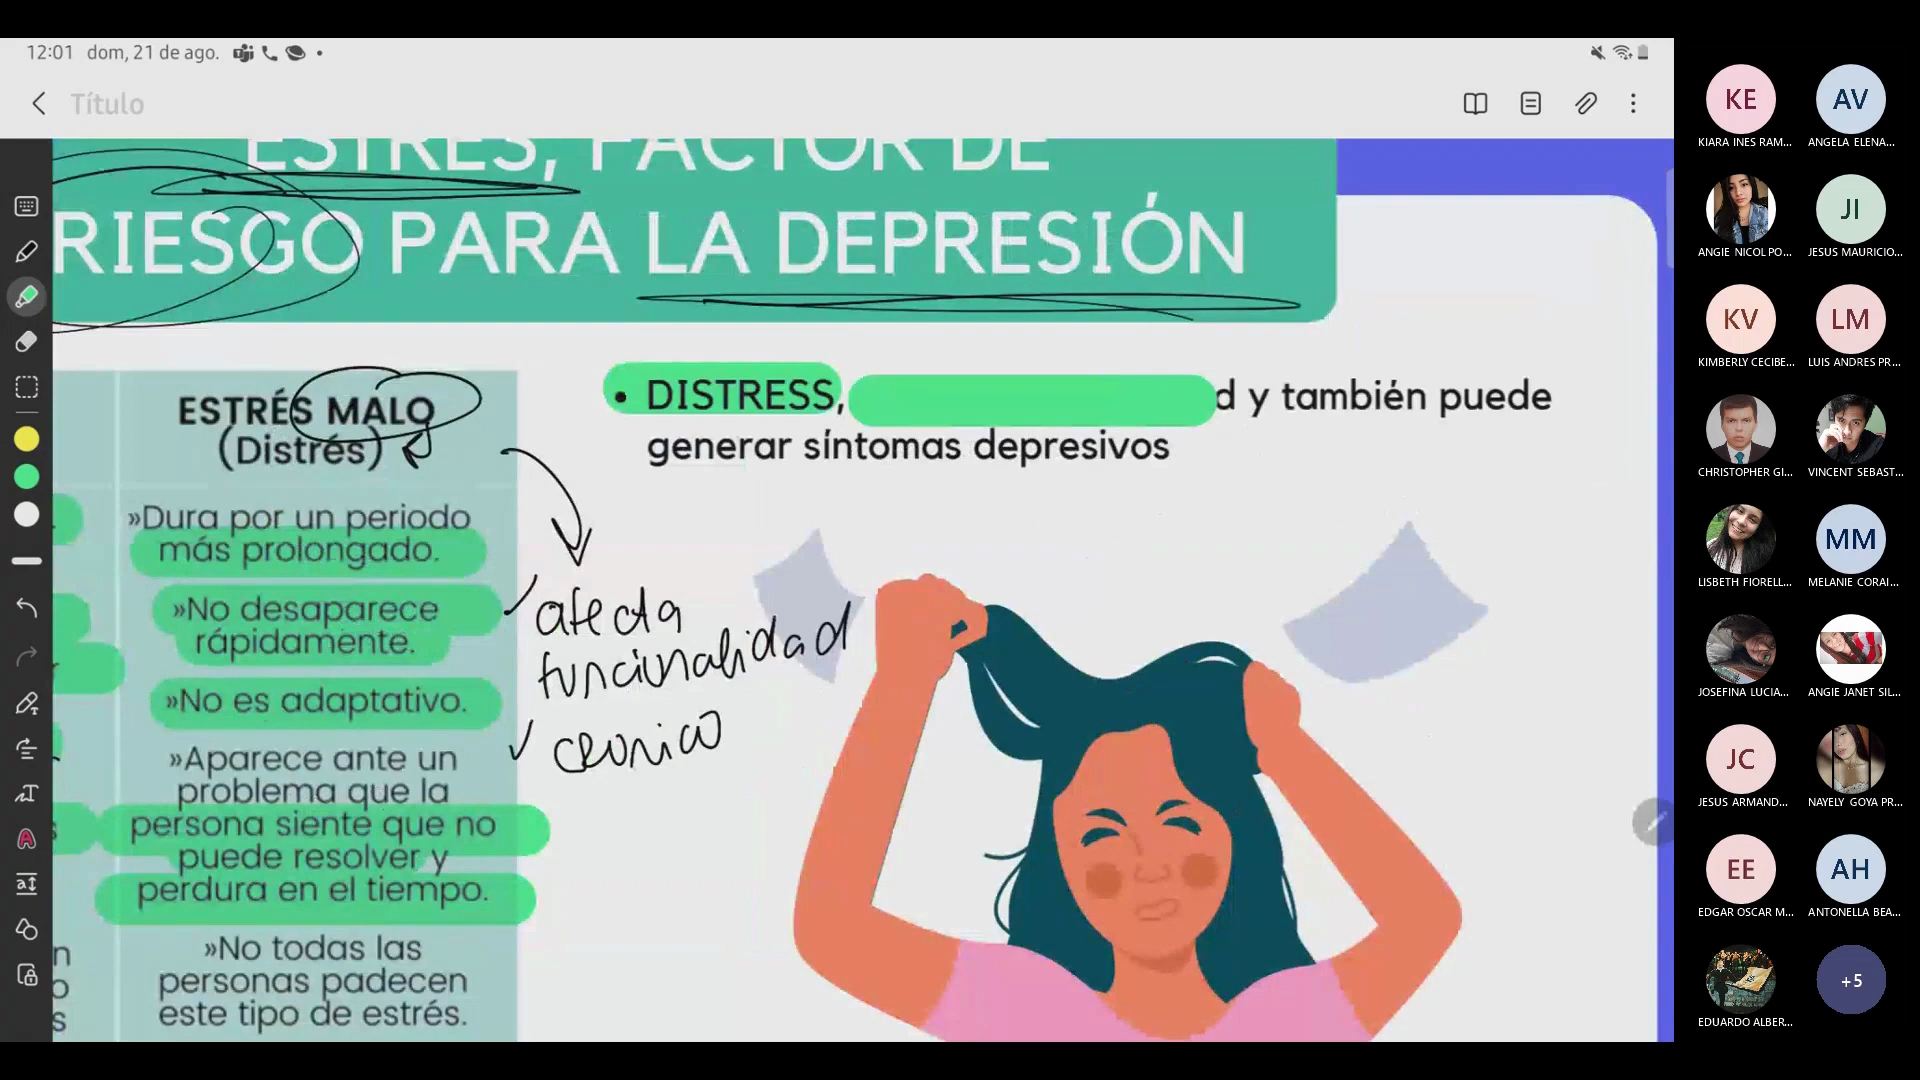 12:01 dom, 21 de ago.
Título
ESTRÉS, FACTOR DE
RIESGO PARA LA DEPRESIÓN
ESTRÉS MALO
(Distrés)
»Dura por un periodo
más prolongado.
»No desaparece
rápidamente.
»No es adaptativo.
»Aparece ante un
problema que la
persona siente que no
puede resolver y
perdura en el tiempo.
»No todas las
personas padecen
este tipo de estrés.
• DISTRESS, d y también puede
generar síntomas depresivos
afecta
funcinalidad
cronico
KE
KIARA INES RAM...
AV
ANGELA ELENA...
ANGIE NICOL PO...
JI
JESUS MAURICIO...
KV
KIMBERLY CECIBE...
LM
LUIS ANDRES PR...
CHRISTOPHER GI...
VINCENT SEBAST...
LISBETH FIORELL...
MM
MELANIE CORAI...
JOSEFINA LUCIA...
ANGIE JANET SIL...
JC
JESUS ARMAND...
NAYELY GOYA PR...
EE
EDGAR OSCAR M...
AH
ANTONELLA BEA...
EDUARDO ALBER...
+5